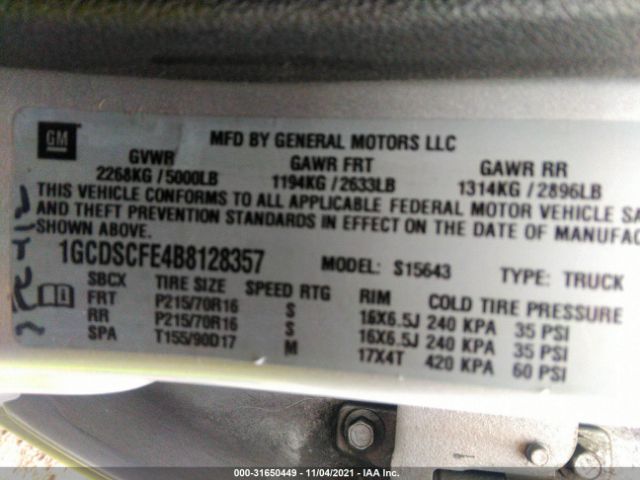 GM
MFD BY GENERAL MOTORS LLC
GVWR GAWR FRT GAWR RR
2268KG / 5000LB 1194KG / 2633LB 1314KG / 2896LB
THIS VEHICLE CONFORMS TO ALL APPLICABLE FEDERAL MOTOR VEHICLE SA
AND THEFT PREVENTION STANDARDS IN EFFECT ON THE DATE OF MANUFAC
SHOWN ABOVE.
1GCDSCFE4B8128357 MODEL: S15643 TYPE: TRUCK
SBCX TIRE SIZE SPEED RTG RIM COLD TIRE PRESSURE
FRT P215/70R16 S 16X6.5J 240 KPA 35 PSI
RR P215/70R16 S 16X6.5J 240 KPA 35 PSI
SPA T155/90D17 M 17X4T 420 KPA 60 PSI
000-31650449 - 11/04/2021 - IAA Inc.